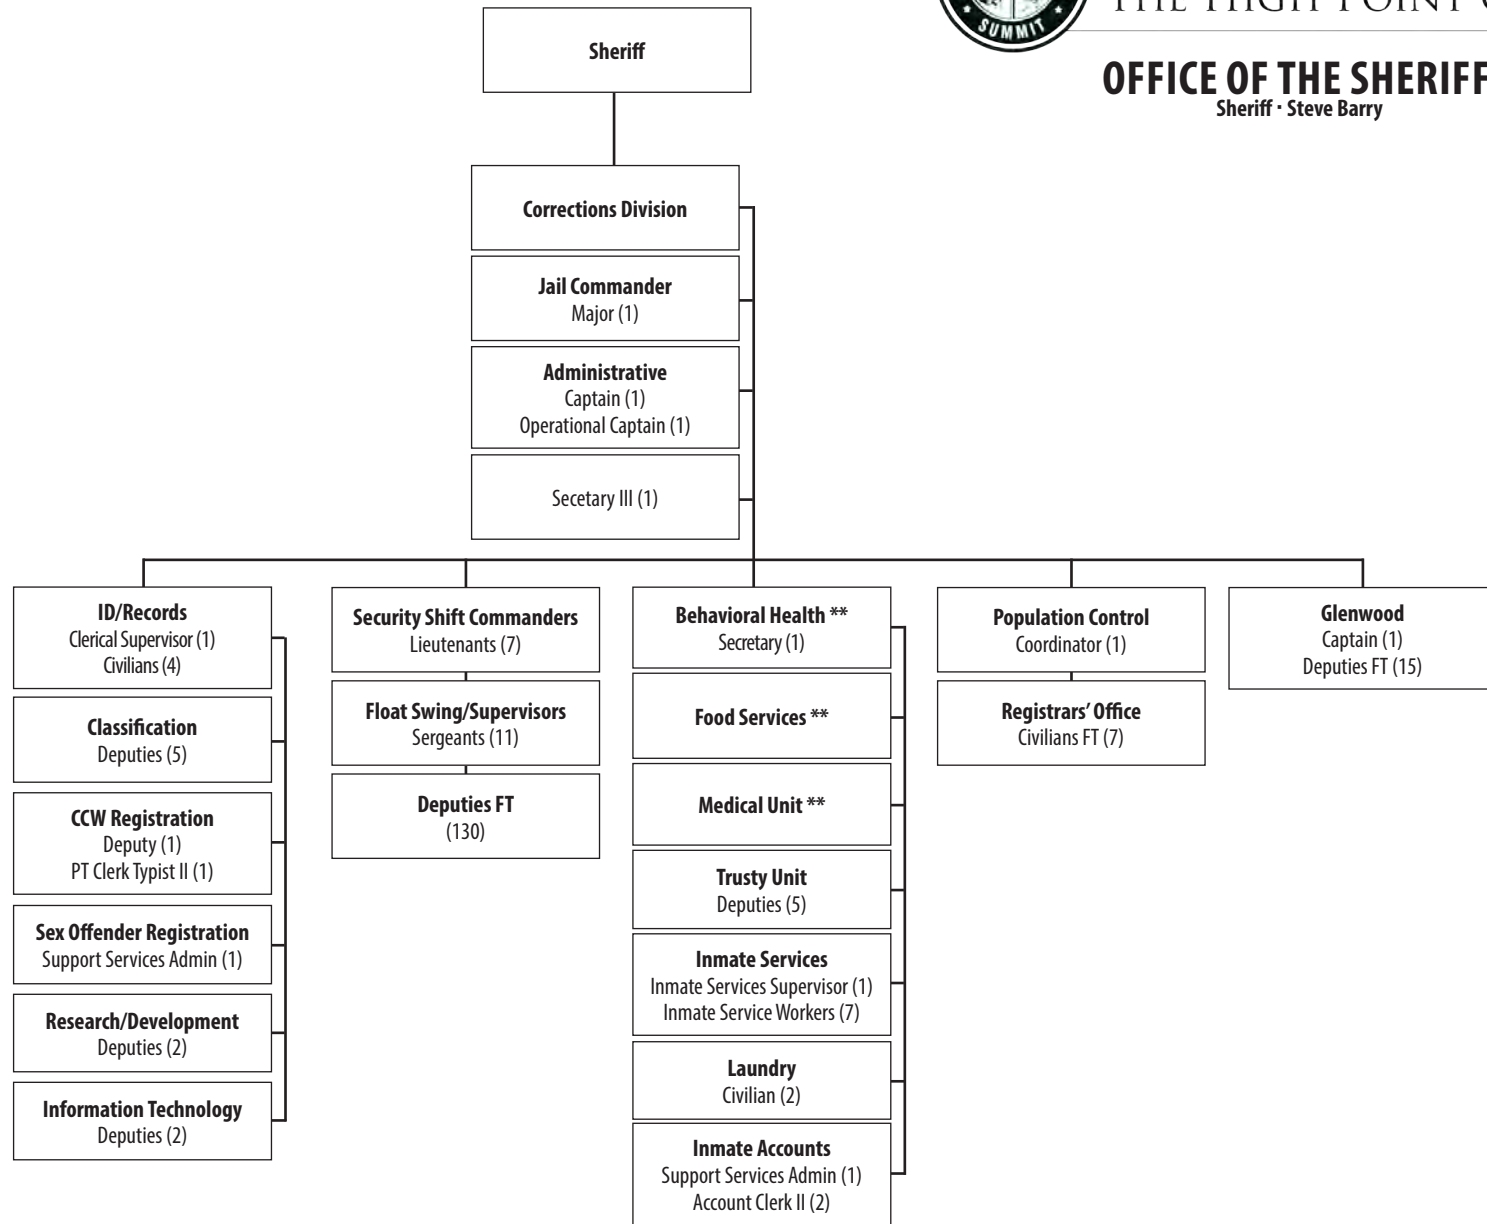 SUMMIT
THE HIGH POINT
OFFICE OF THE SHERIFF
Sheriff · Steve Barry
Sheriff
Corrections Division
Jail Commander
Major (1)
Administrative
Captain (1)
Operational Captain (1)
Secetary III (1)
ID/Records
Clerical Supervisor (1)
Civilians (4)
Classification
Deputies (5)
CCW Registration
Deputy (1)
PT Clerk Typist II (1)
Sex Offender Registration
Support Services Admin (1)
Research/Development
Deputies (2)
Information Technology
Deputies (2)
Security Shift Commanders
Lieutenants (7)
Float Swing/Supervisors
Sergeants (11)
Deputies FT
(130)
Behavioral Health **
Secretary (1)
Food Services **
Medical Unit **
Trusty Unit
Deputies (5)
Inmate Services
Inmate Services Supervisor (1)
Inmate Service Workers (7)
Laundry
Civilian (2)
Inmate Accounts
Support Services Admin (1)
Account Clerk II (2)
Population Control
Coordinator (1)
Registrars’ Office
Civilians FT (7)
Glenwood
Captain (1)
Deputies FT (15)